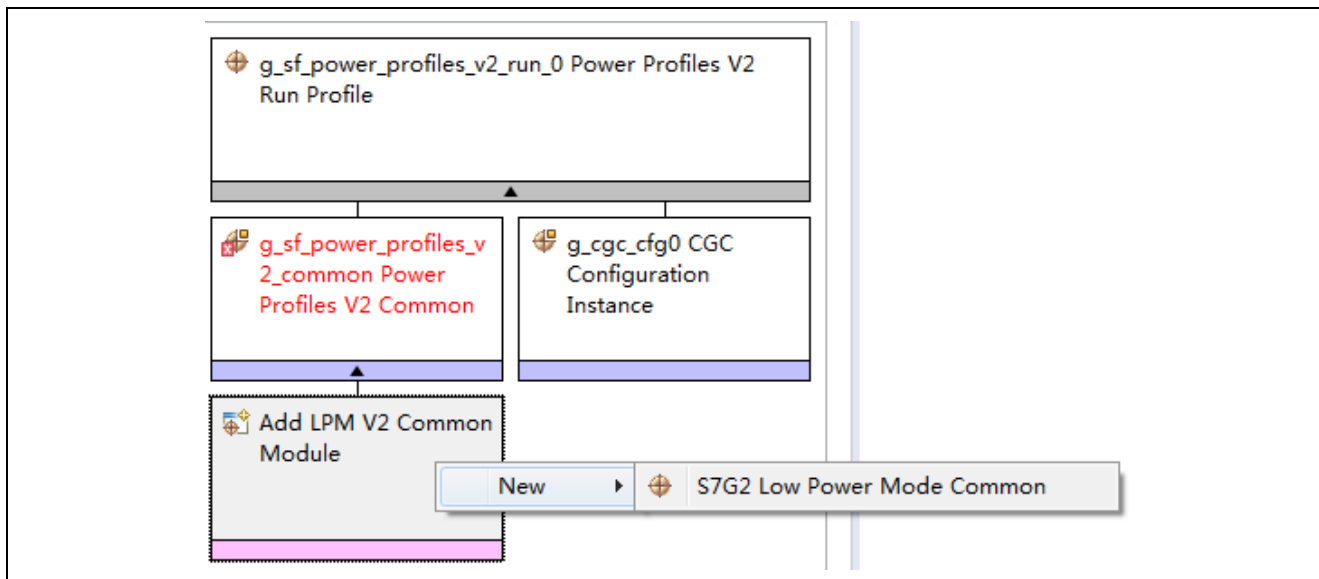 g_sf_power_profiles_v2_run_0 Power Profiles V2
Run Profile
g_sf_power_profiles_v
2_common Power
Profiles V2 Common
g_cgc_cfg0 CGC
Configuration
Instance
Add LPM V2 Common
Module
New
S7G2 Low Power Mode Common